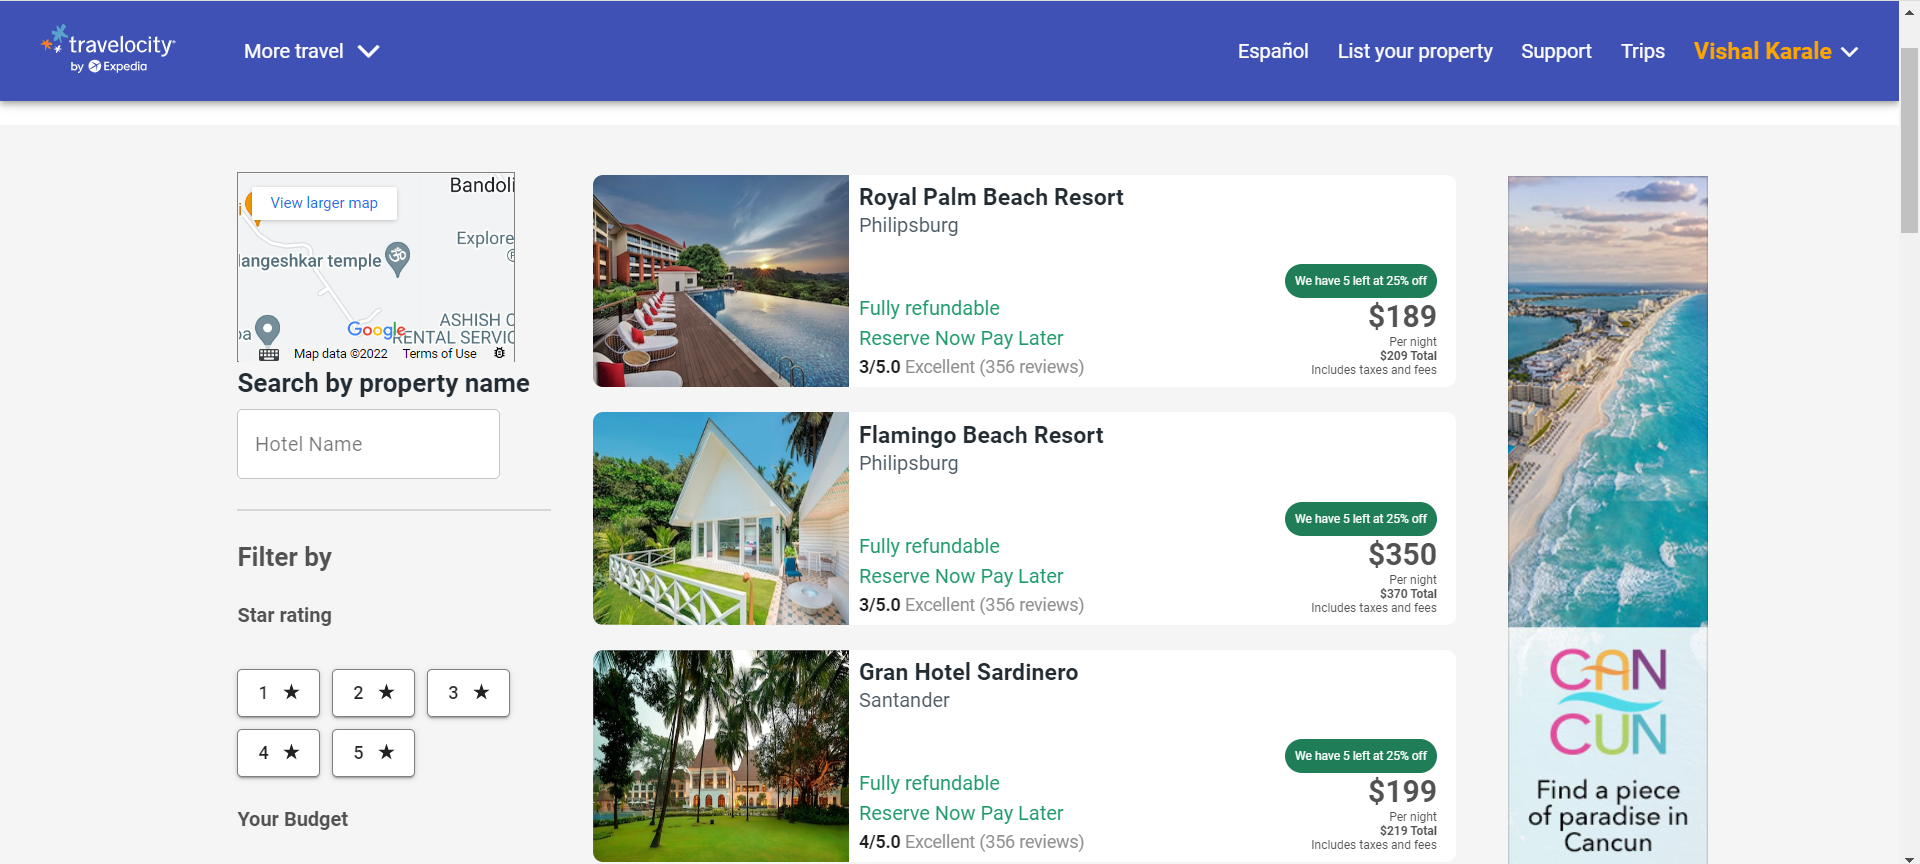 travelocity
by Expedia
More travel
Español
List your property
Support
Trips
Vishal Karale
View larger map
Bandoli
Explore
angeshkar temple
ASHISH C
RENTAL SERVIC
Google
Map data ©2022
Terms of Use
Search by property name
Hotel Name
Filter by
Star rating
1 ★
2 ★
3 ★
4 ★
5 ★
Your Budget
Royal Palm Beach Resort
Philipsburg
We have 5 left at 25% off
Fully refundable
$189
Reserve Now Pay Later
Per night
$209 Total
3/5.0 Excellent (356 reviews)
Includes taxes and fees
Flamingo Beach Resort
Philipsburg
We have 5 left at 25% off
Fully refundable
$350
Reserve Now Pay Later
Per night
$370 Total
3/5.0 Excellent (356 reviews)
Includes taxes and fees
Gran Hotel Sardinero
Santander
We have 5 left at 25% off
Fully refundable
$199
Reserve Now Pay Later
Per night
$219 Total
4/5.0 Excellent (356 reviews)
Includes taxes and fees
CAN
CUN
Find a piece
of paradise in
Cancun